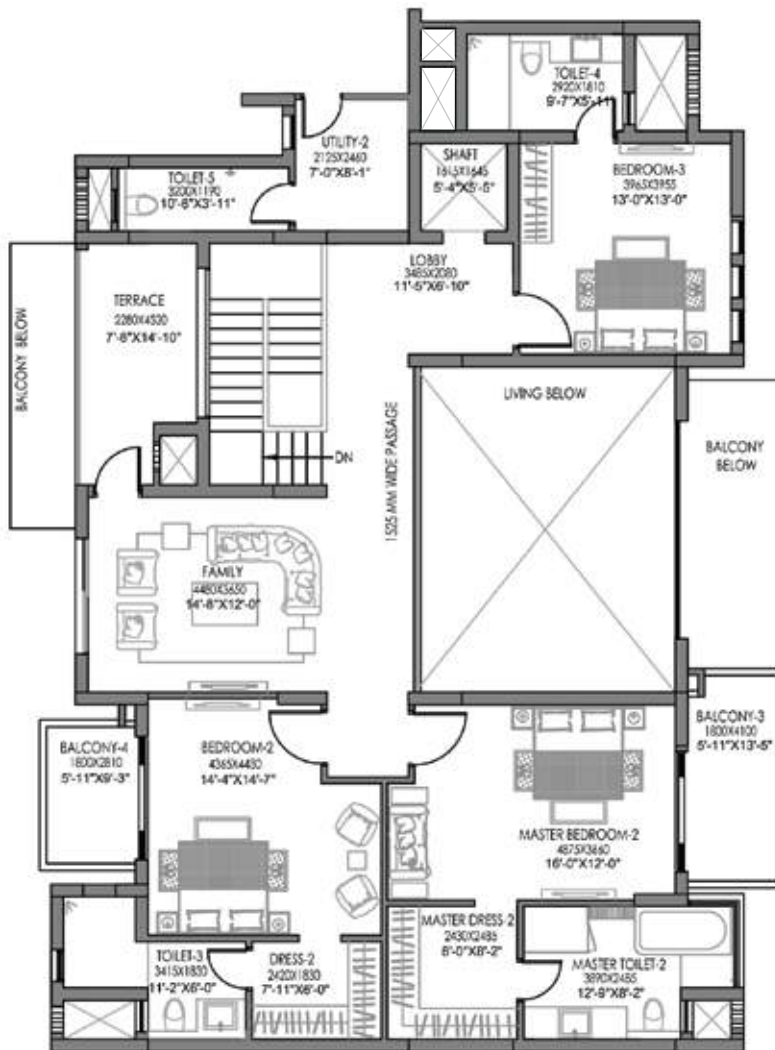 TOILET-4
2920X1810
9'-7"X5'-11"
UTILITY-2
2125X2460
7'-0"X8'-1"
SHAFT
1615X1645
5'-4"X5'-5"
BEDROOM-3
3965X3955
13'-0"X13'-0"
TOILET-5
3200X1190
10'-6"X3'-11"
LOBBY
3485X2080
11'-5"X6'-10"
TERRACE
2280X4530
7'-6"X14'-10"
BALCONY BELOW
LIVING BELOW
BALCONY
BELOW
1525 MM WIDE PASSAGE
DN
FAMILY
4480X3650
14'-8"X12'-0"
BALCONY-3
1800X4100
5'-11"X13'-5"
BALCONY-4
1800X2810
5'-11"X9'-3"
BEDROOM-2
4365X4430
14'-4"X14'-7"
MASTER BEDROOM-2
4875X3660
16'-0"X12'-0"
MASTER DRESS-2
2430X2485
8'-0"X8'-2"
TOILET-3
3415X1830
11'-2"X6'-0"
DRESS-2
2420X1830
7'-11"X6'-0"
MASTER TOILET-2
3890X2485
12'-9"X8'-2"